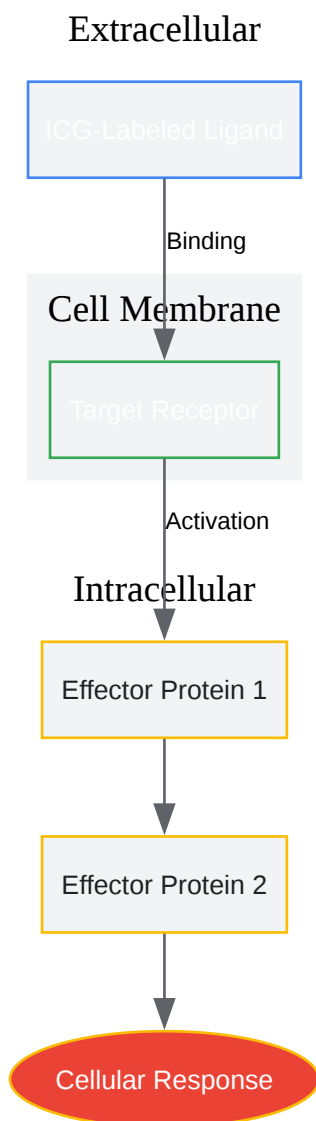 Extracellular
ICG-Labeled Ligand
Binding
Cell Membrane
Target Receptor
Activation
Intracellular
Effector Protein 1
Effector Protein 2
Cellular Response